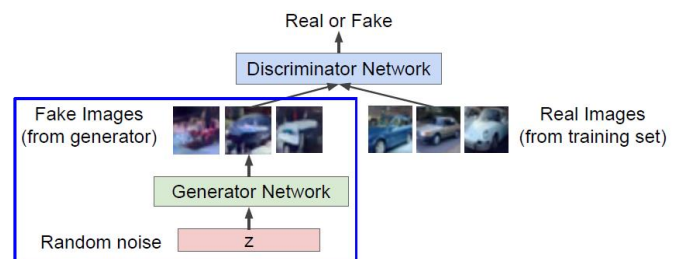 Real or Fake
Discriminator Network
Fake Images
(from generator)
Real Images
(from training set)
Generator Network
Random noise
z